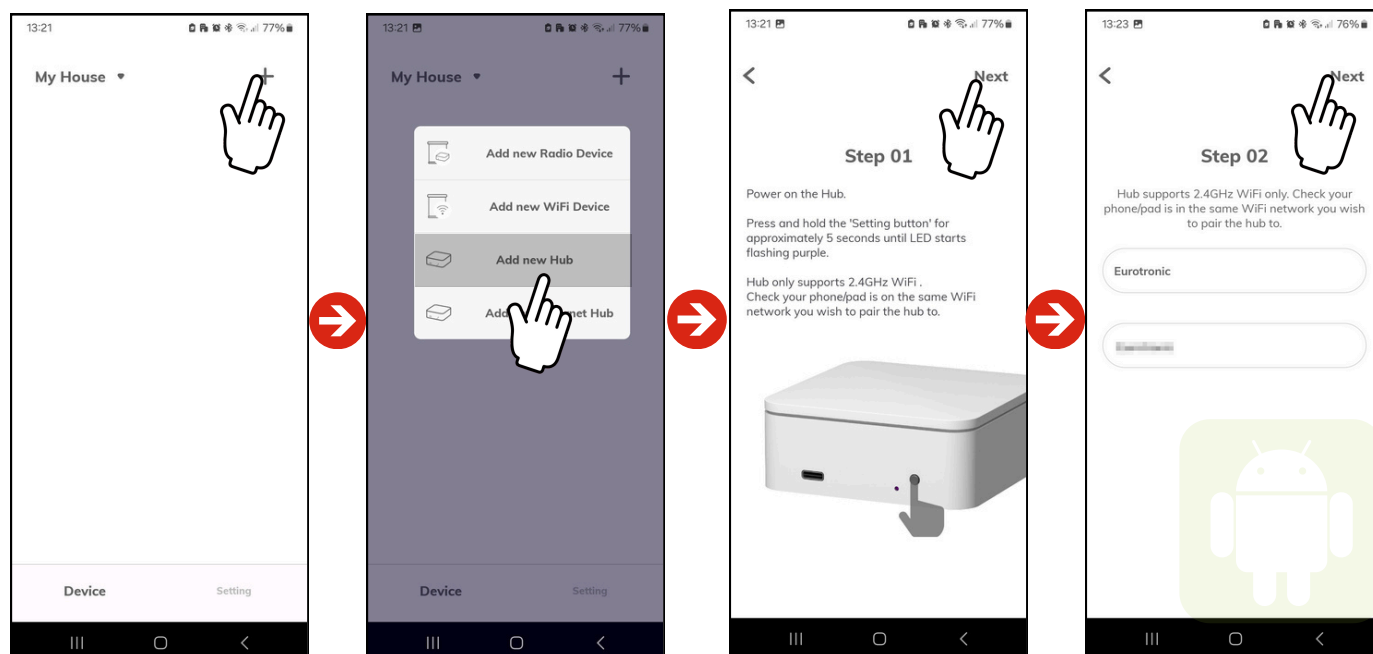 13:21
77%
My House
+
Device
Setting
13:21
77%
My House
+
Add new Radio Device
Add new WiFi Device
Add new Hub
Add net Hub
Device
Setting
13:21
77%
Next
Step 01
Power on the Hub.
Press and hold the 'Setting button' for
approximately 5 seconds until LED starts
flashing purple.
Hub only supports 2.4GHz WiFi .
Check your phone/pad is on the same WiFi
network you wish to pair the hub to.
13:23
76%
Next
Step 02
Hub supports 2.4GHz WiFi only. Check your
phone/pad is in the same WiFi network you wish
to pair the hub to.
Eurotronic